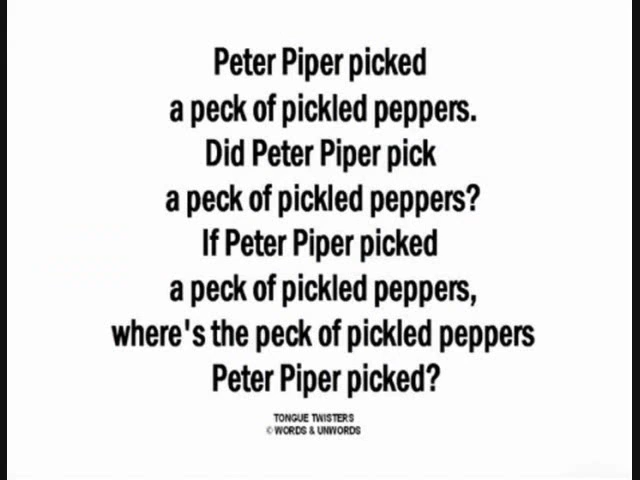 Peter Piper picked
a peck of pickled peppers.
Did Peter Piper pick
a peck of pickled peppers?
If Peter Piper picked
a peck of pickled peppers,
where's the peck of pickled peppers
Peter Piper picked?
TONGUE TWISTERS
© WORDS & UNWORDS